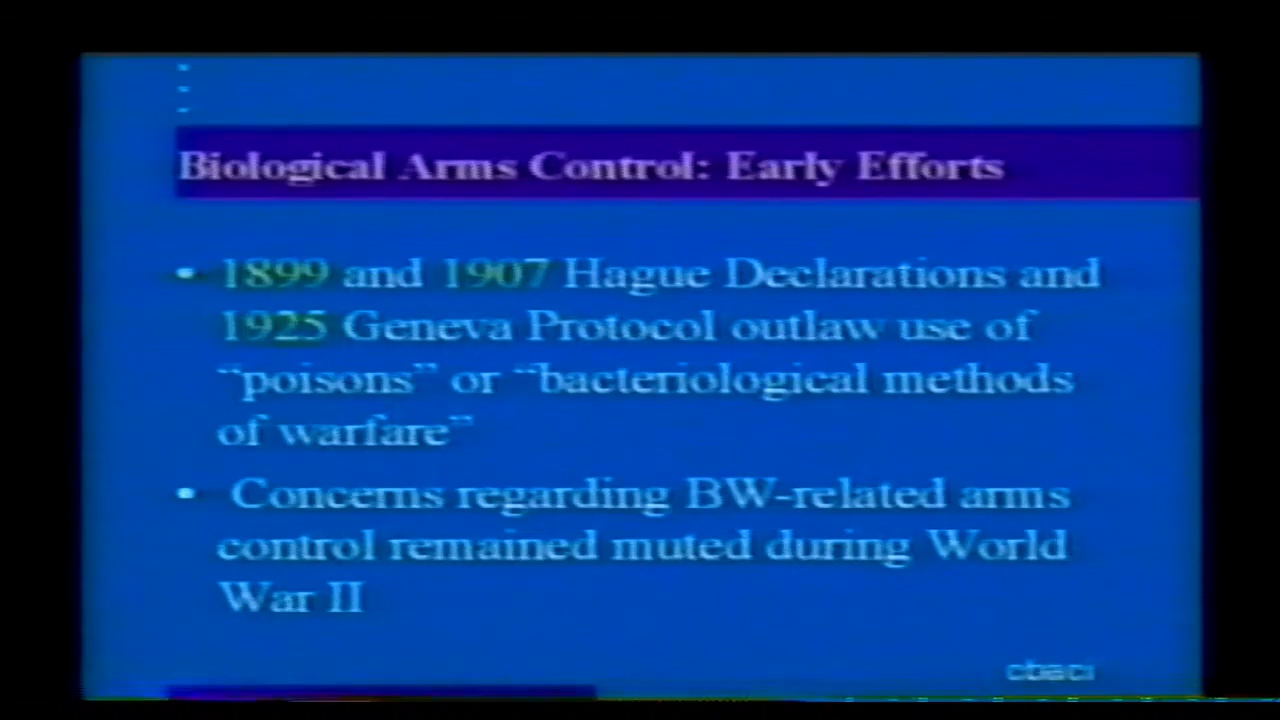 Biological Arms Control: Early Efforts
• 1899 and 1907 Hague Declarations and
1925 Geneva Protocol outlaw use of
“poisons” or “bacteriological methods
of warfare”
• Concerns regarding BW-related arms
control remained muted during World
War II
cbaci